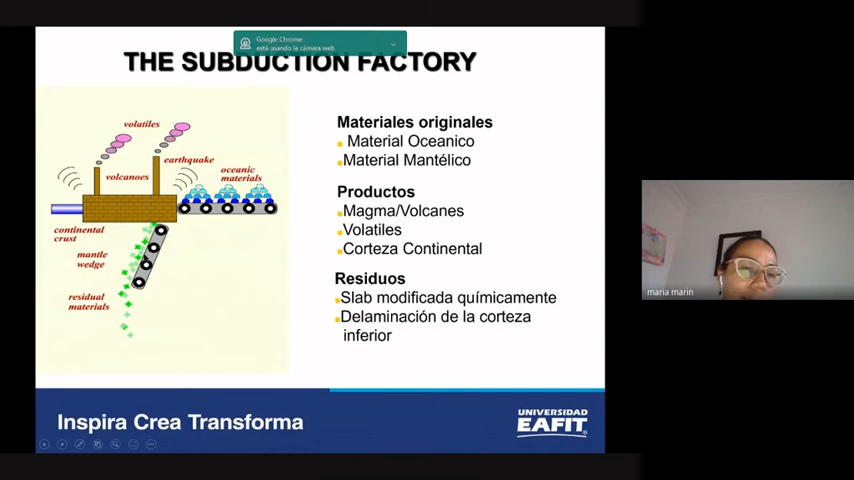 Google Chrome
está usando la cámara web
THE SUBDUCTION FACTORY
volatiles
earthquake
volcanoes
oceanic
materials
continental
crust
mantle
wedge
residual
materials
Materiales originales
Material Oceanico
Material Mantélico
Productos
Magma/Volcanes
Volatiles
Corteza Continental
Residuos
Slab modificada químicamente
Delaminación de la corteza
inferior
maria marin
Inspira Crea Transforma
UNIVERSIDAD
EAFIT